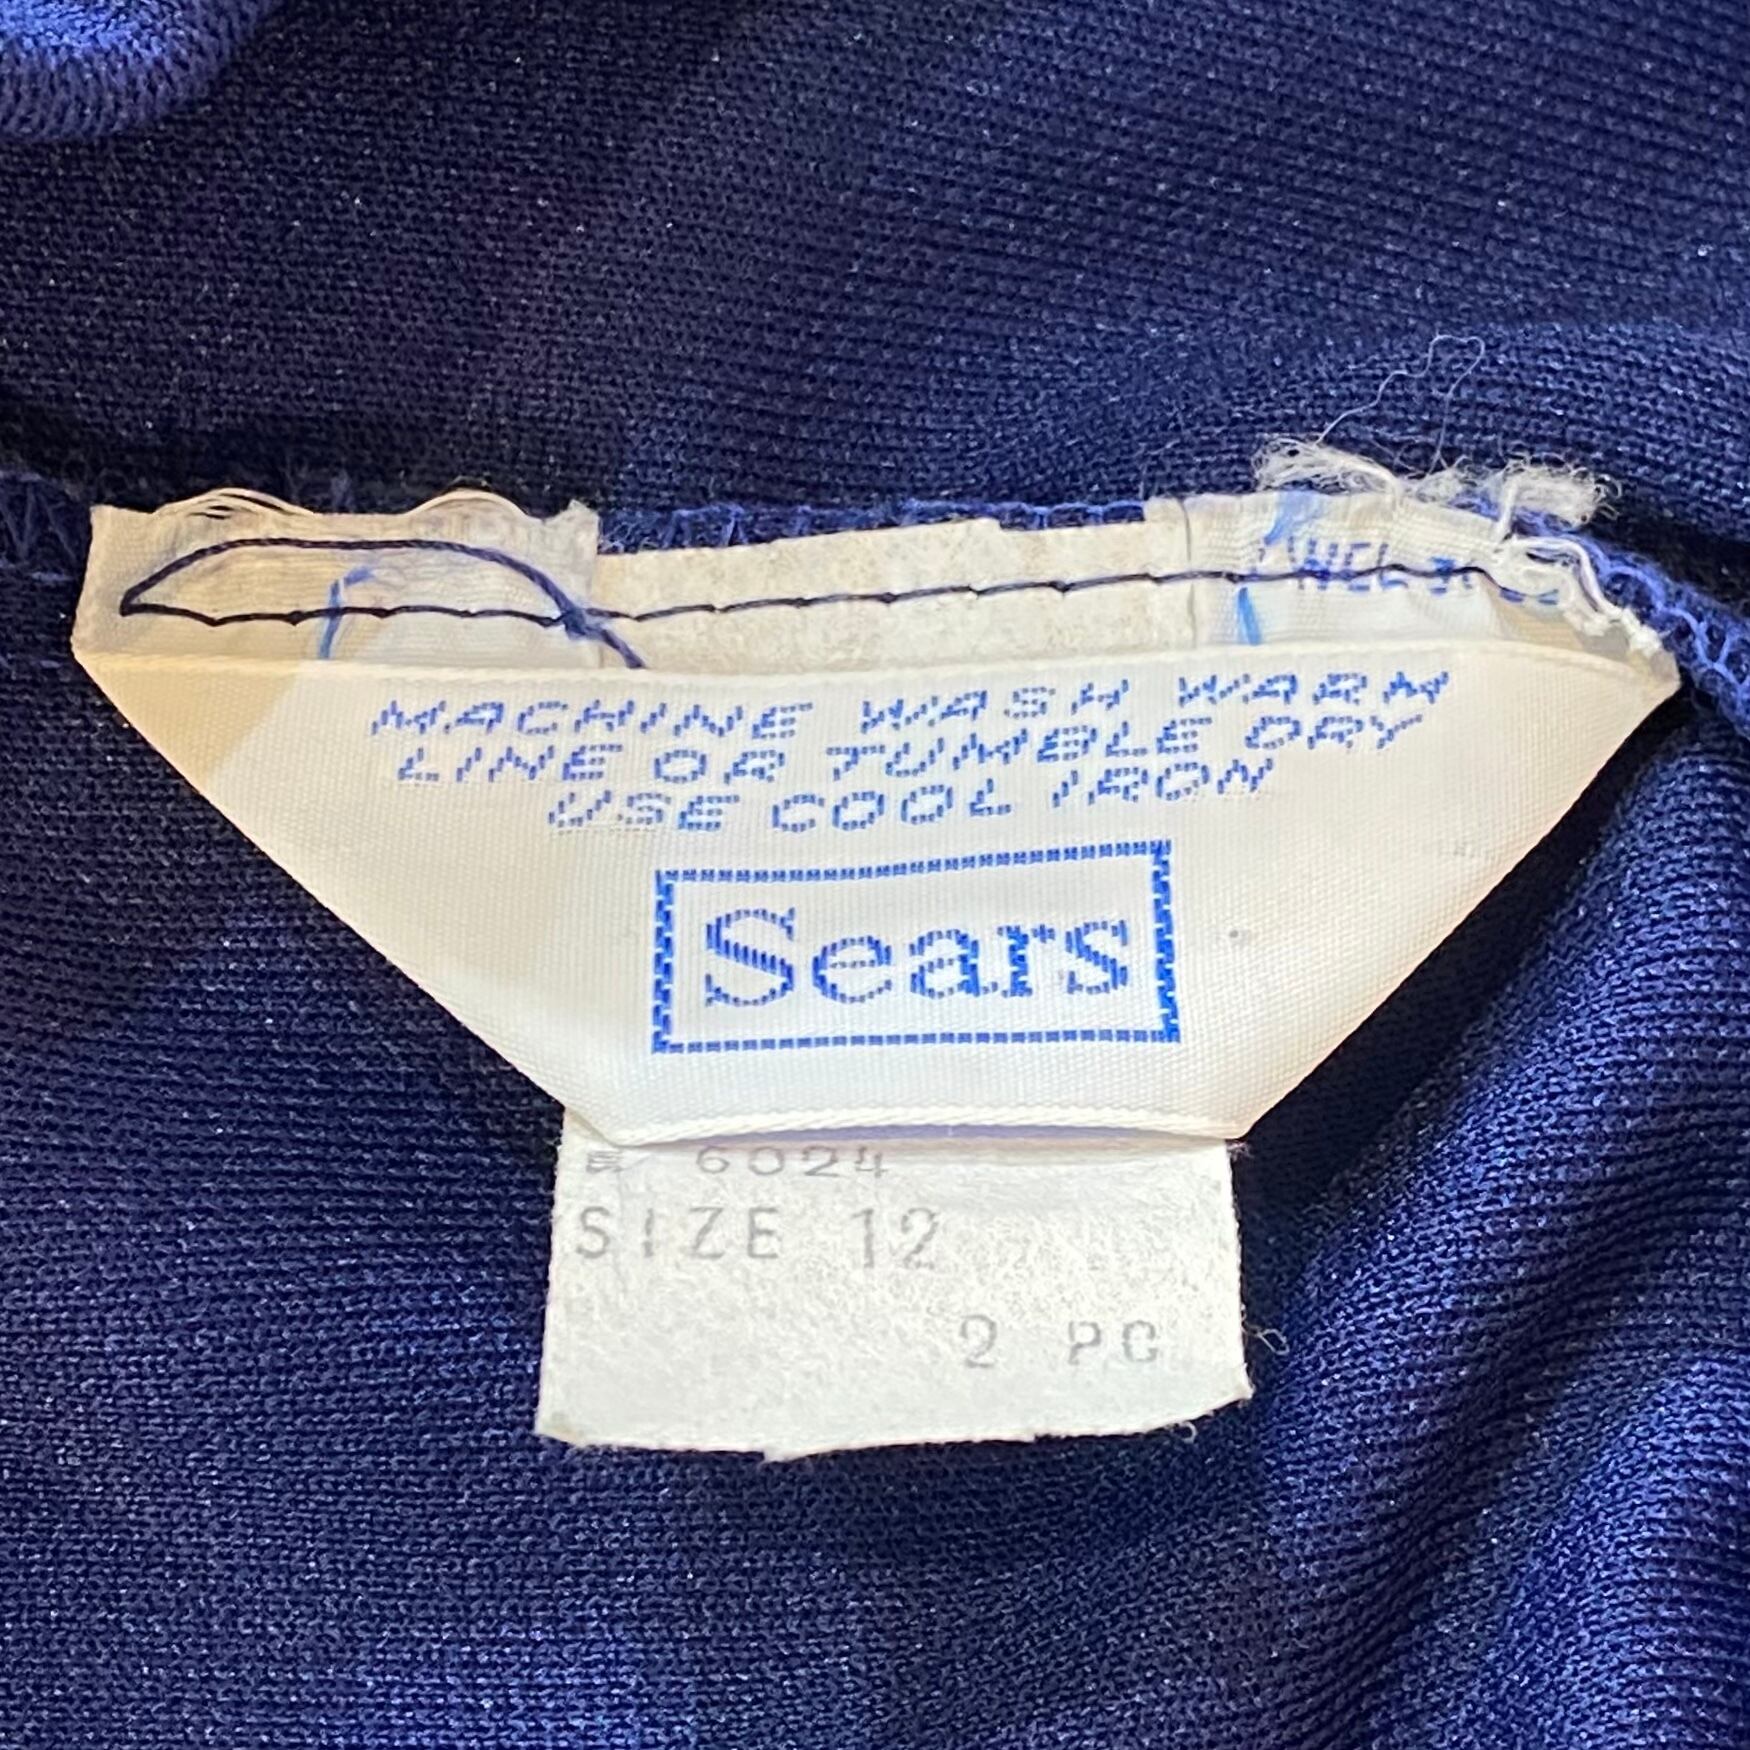 MACHINE WASH WARM
LINE OR TUMBLE DRY
USE COOL IRON
Sears
6024
SIZE 12
2 PC